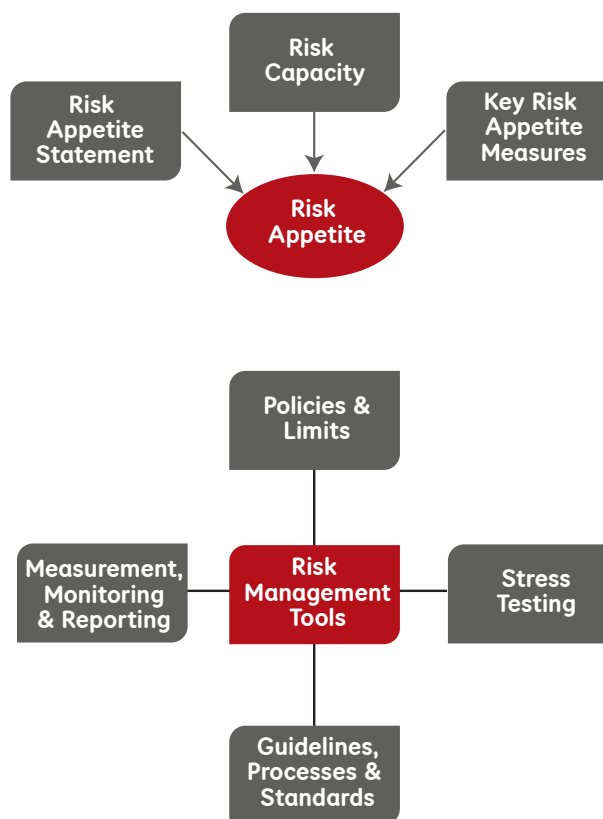 Risk
Capacity
Risk
Appetite
Statement
Key Risk
Appetite
Measures
Risk
Appetite
Policies &
Limits
Measurement,
Monitoring
& Reporting
Risk
Management
Tools
Stress
Testing
Guidelines,
Processes &
Standards